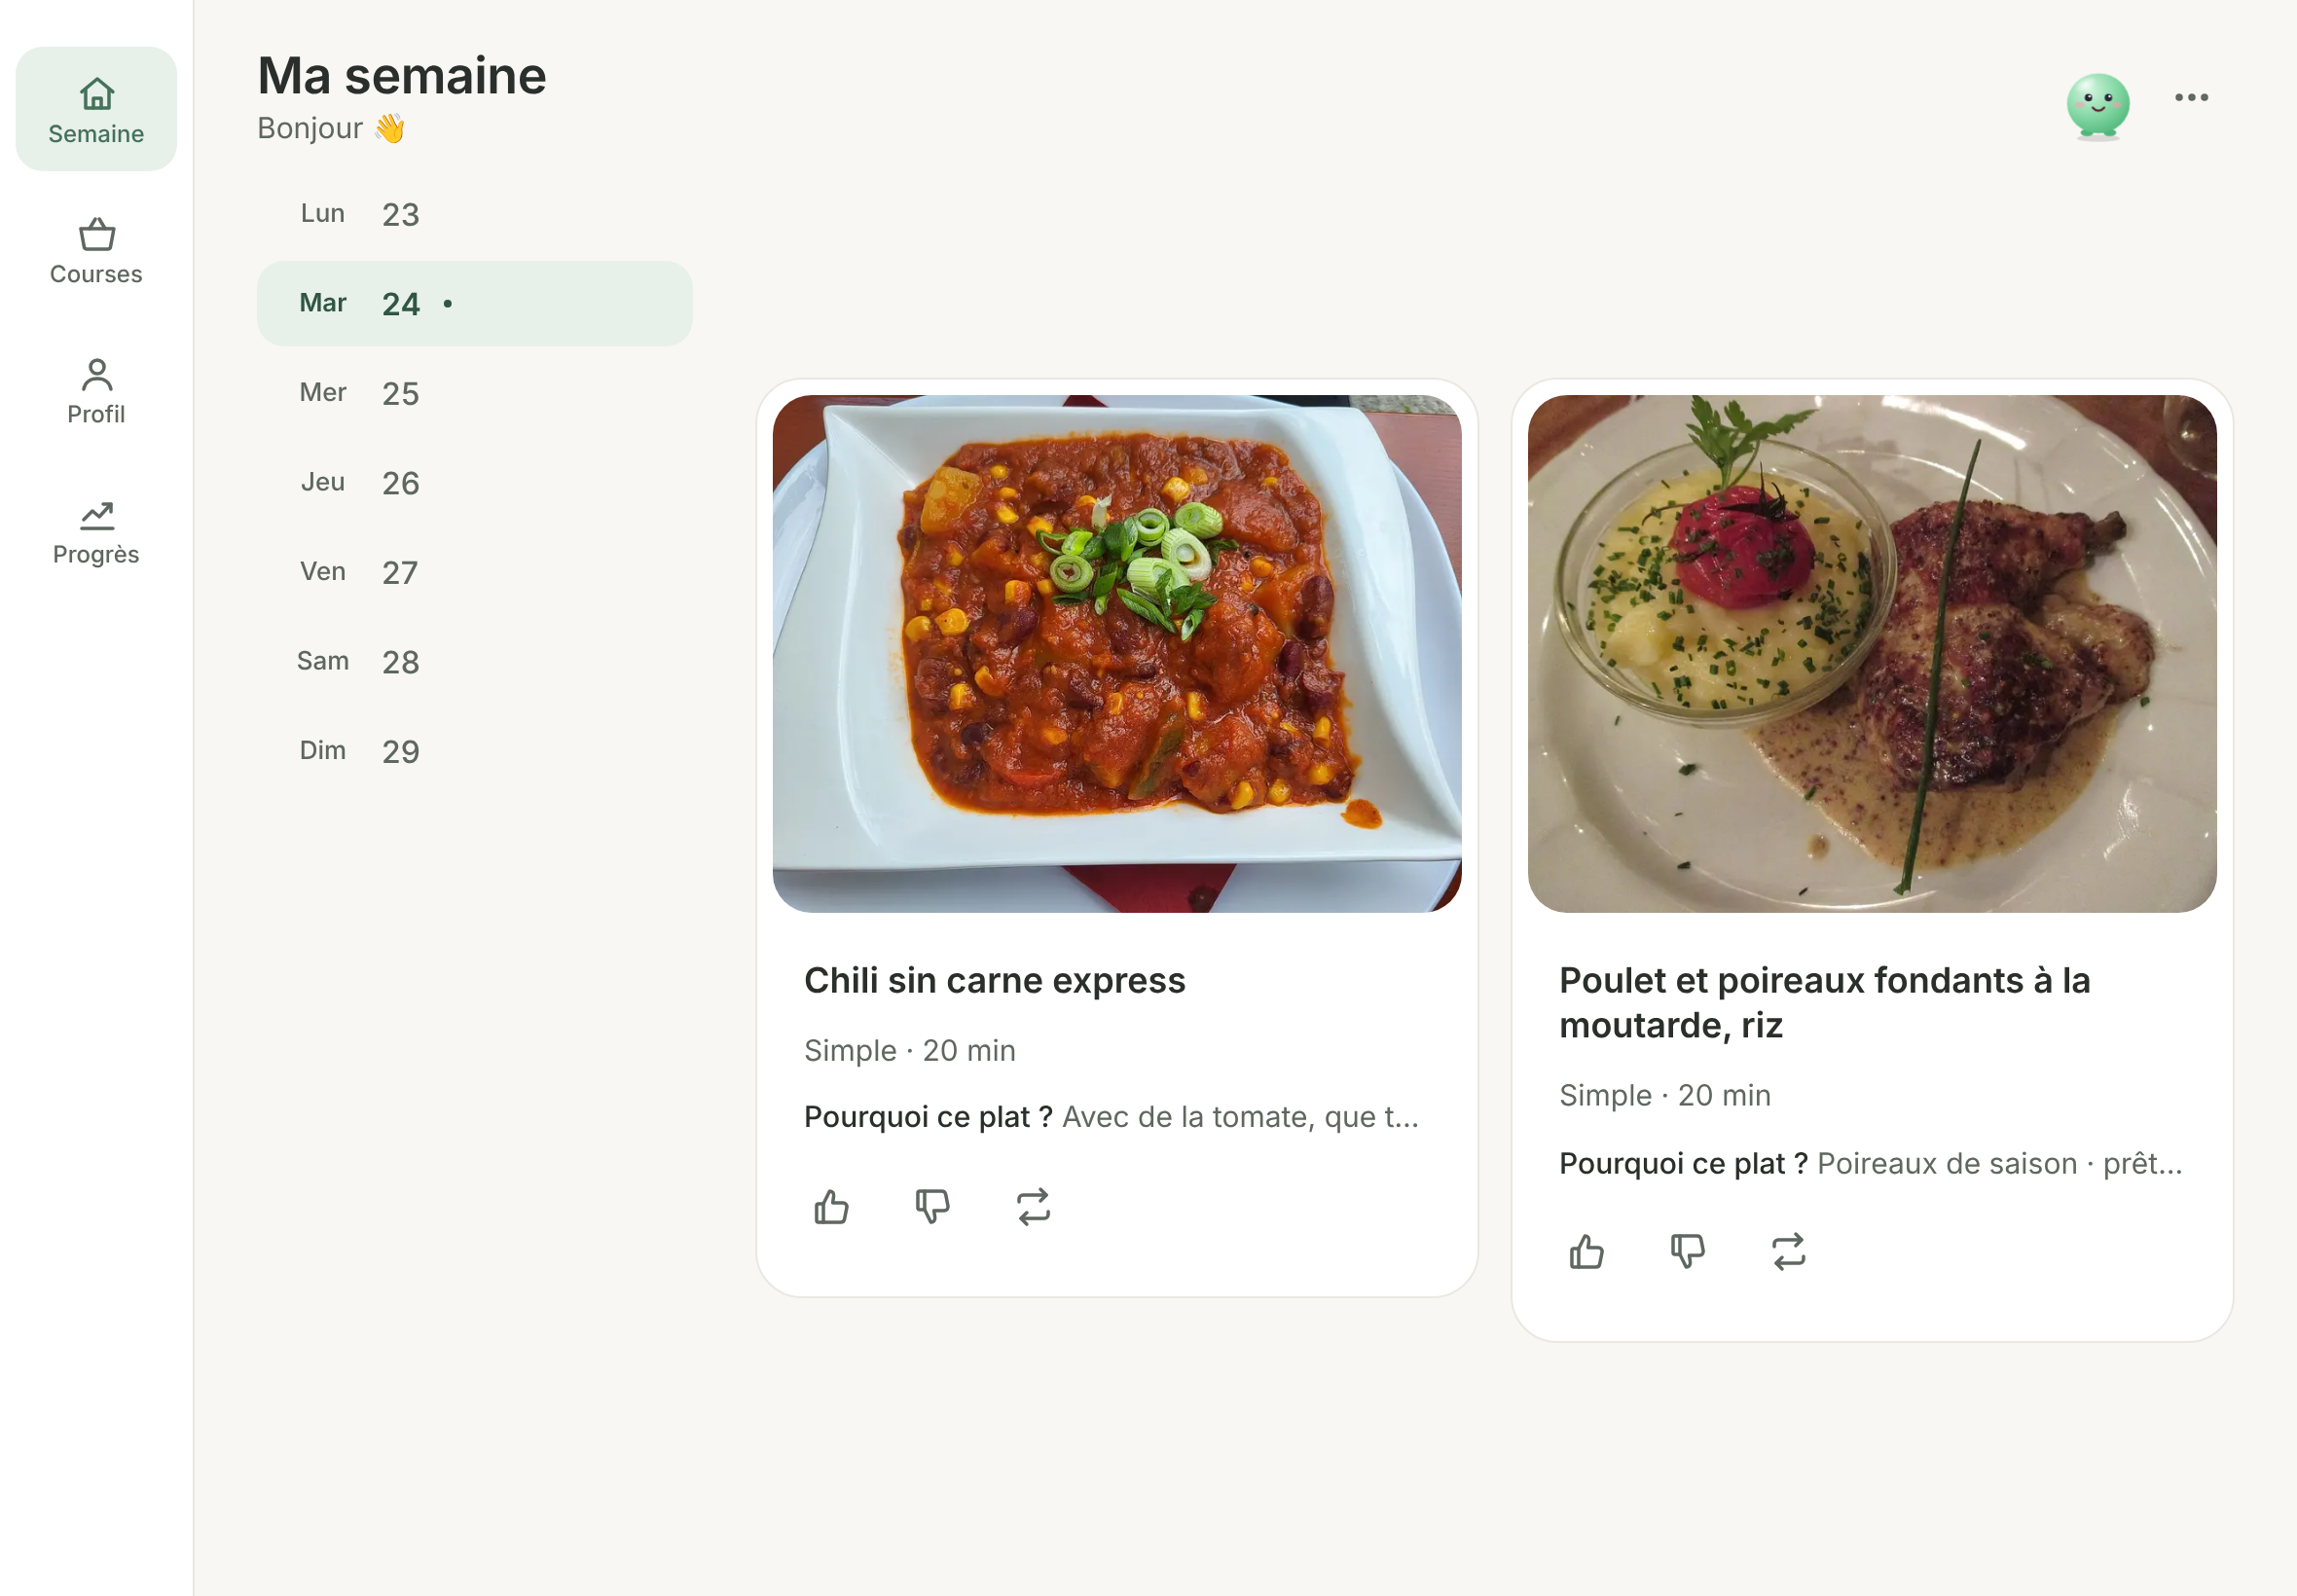 Semaine
Courses
Profil
Progrès
Ma semaine
Bonjour 👋
Lun 23
Mar 24 •
Mer 25
Jeu 26
Ven 27
Sam 28
Dim 29
Chili sin carne express
Simple · 20 min
Pourquoi ce plat ? Avec de la tomate, que t...
Poulet et poireaux fondants à la
moutarde, riz
Simple · 20 min
Pourquoi ce plat ? Poireaux de saison · prêt...